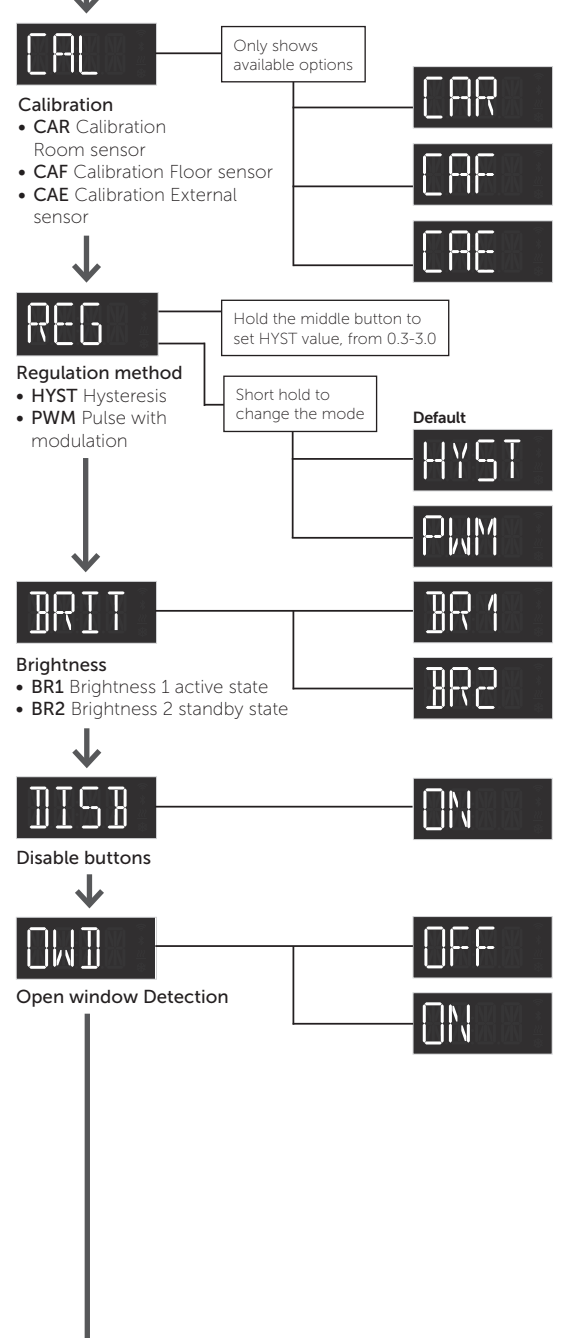 CAL
Only shows
available options
CAR
Calibration
• CAR Calibration
Room sensor
• CAF Calibration Floor sensor
• CAE Calibration External
sensor
CAF
CAE
REG
Hold the middle button to
set HYST value, from 0.3-3.0
Regulation method
• HYST Hysteresis
• PWM Pulse with
modulation
Short hold to
change the mode
Default
HYST
PWM
BRIT
BR1
Brightness
• BR1 Brightness 1 active state
• BR2 Brightness 2 standby state
BR2
DISB
ON
Disable buttons
OWD
OFF
Open window Detection
ON